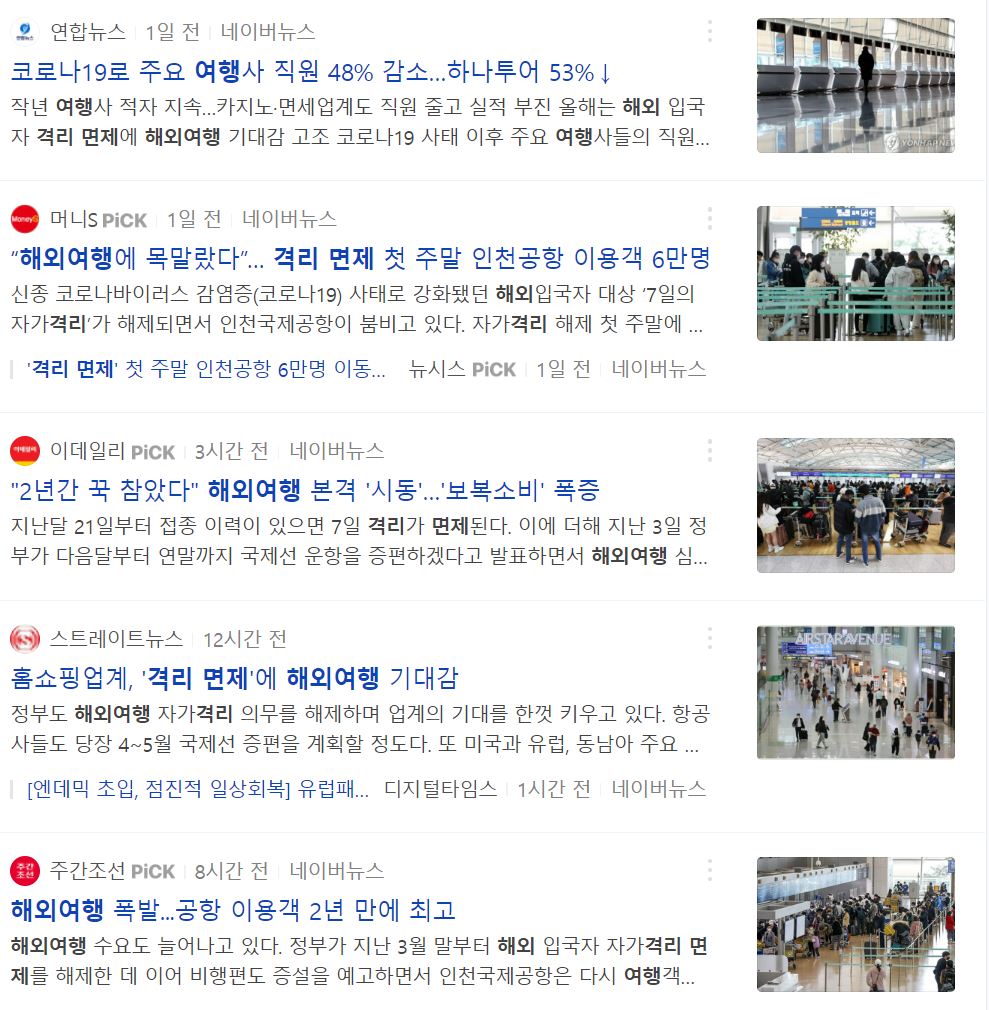 연합뉴스 1일 전 네이버뉴스
코로나19로 주요 여행사 직원 48% 감소...하나투어 53%↓
작년 여행사 적자 지속...카지노·면세업계도 직원 줄고 실적 부진 올해는 해외 입국
자 격리 면제에 해외여행 기대감 고조 코로나19 사태 이후 주요 여행사들의 직원...
YONHAPNEW
MoneyS 머니S PiCK 1일 전 네이버뉴스
"해외여행에 목말랐다"... 격리 면제 첫 주말 인천공항 이용객 6만명
신종 코로나바이러스 감염증(코로나19) 사태로 강화됐던 해외입국자 대상 '7일의
자가격리'가 해제되면서 인천국제공항이 붐비고 있다. 자가격리 해제 첫 주말에 ...
'격리 면제' 첫 주말 인천공항 6만명 이동... 뉴시스 PiCK 1일 전 네이버뉴스
이데일리 이데일리 PiCK 3시간 전 네이버뉴스
"2년간 꾹 참았다" 해외여행 본격 '시동'...'보복소비' 폭증
지난달 21일부터 접종 이력이 있으면 7일 격리가 면제된다. 이에 더해 지난 3일 정
부가 다음달부터 연말까지 국제선 운항을 증편하겠다고 발표하면서 해외여행 심...
스트레이트뉴스 12시간 전
홈쇼핑업계, '격리 면제'에 해외여행 기대감
정부도 해외여행 자가격리 의무를 해제하며 업계의 기대를 한껏 키우고 있다. 항공
사들도 당장 4~5월 국제선 증편을 계획할 정도다. 또 미국과 유럽, 동남아 주요 ...
AIRSTAR AVENUE
[엔데믹 초입, 점진적 일상회복] 유럽패... 디지털타임스 1시간 전 네이버뉴스
주간조선 주간조선 PiCK 8시간 전 네이버뉴스
해외여행 폭발...공항 이용객 2년 만에 최고
해외여행 수요도 늘어나고 있다. 정부가 지난 3월 말부터 해외 입국자 자가격리 면
제를 해제한 데 이어 비행편도 증설을 예고하면서 인천국제공항은 다시 여행객...